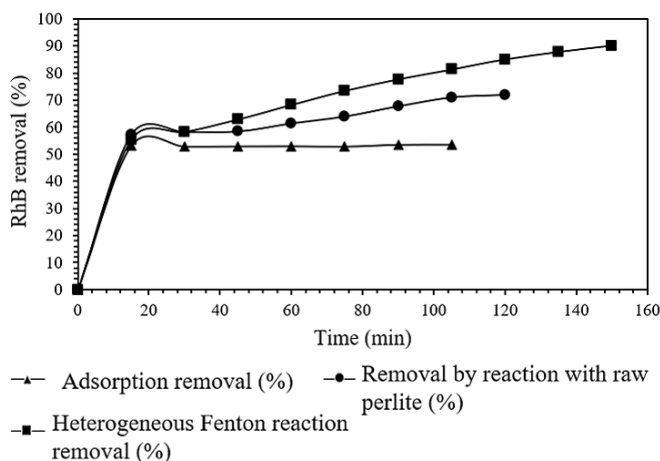 100
90
80
70
60
50
40
30
20
10
0
RhB removal (%)
0 20 40 60 80 100 120 140 160
Time (min)
Adsorption removal (%)
Removal by reaction with raw
perlite (%)
Heterogeneous Fenton reaction
removal (%)